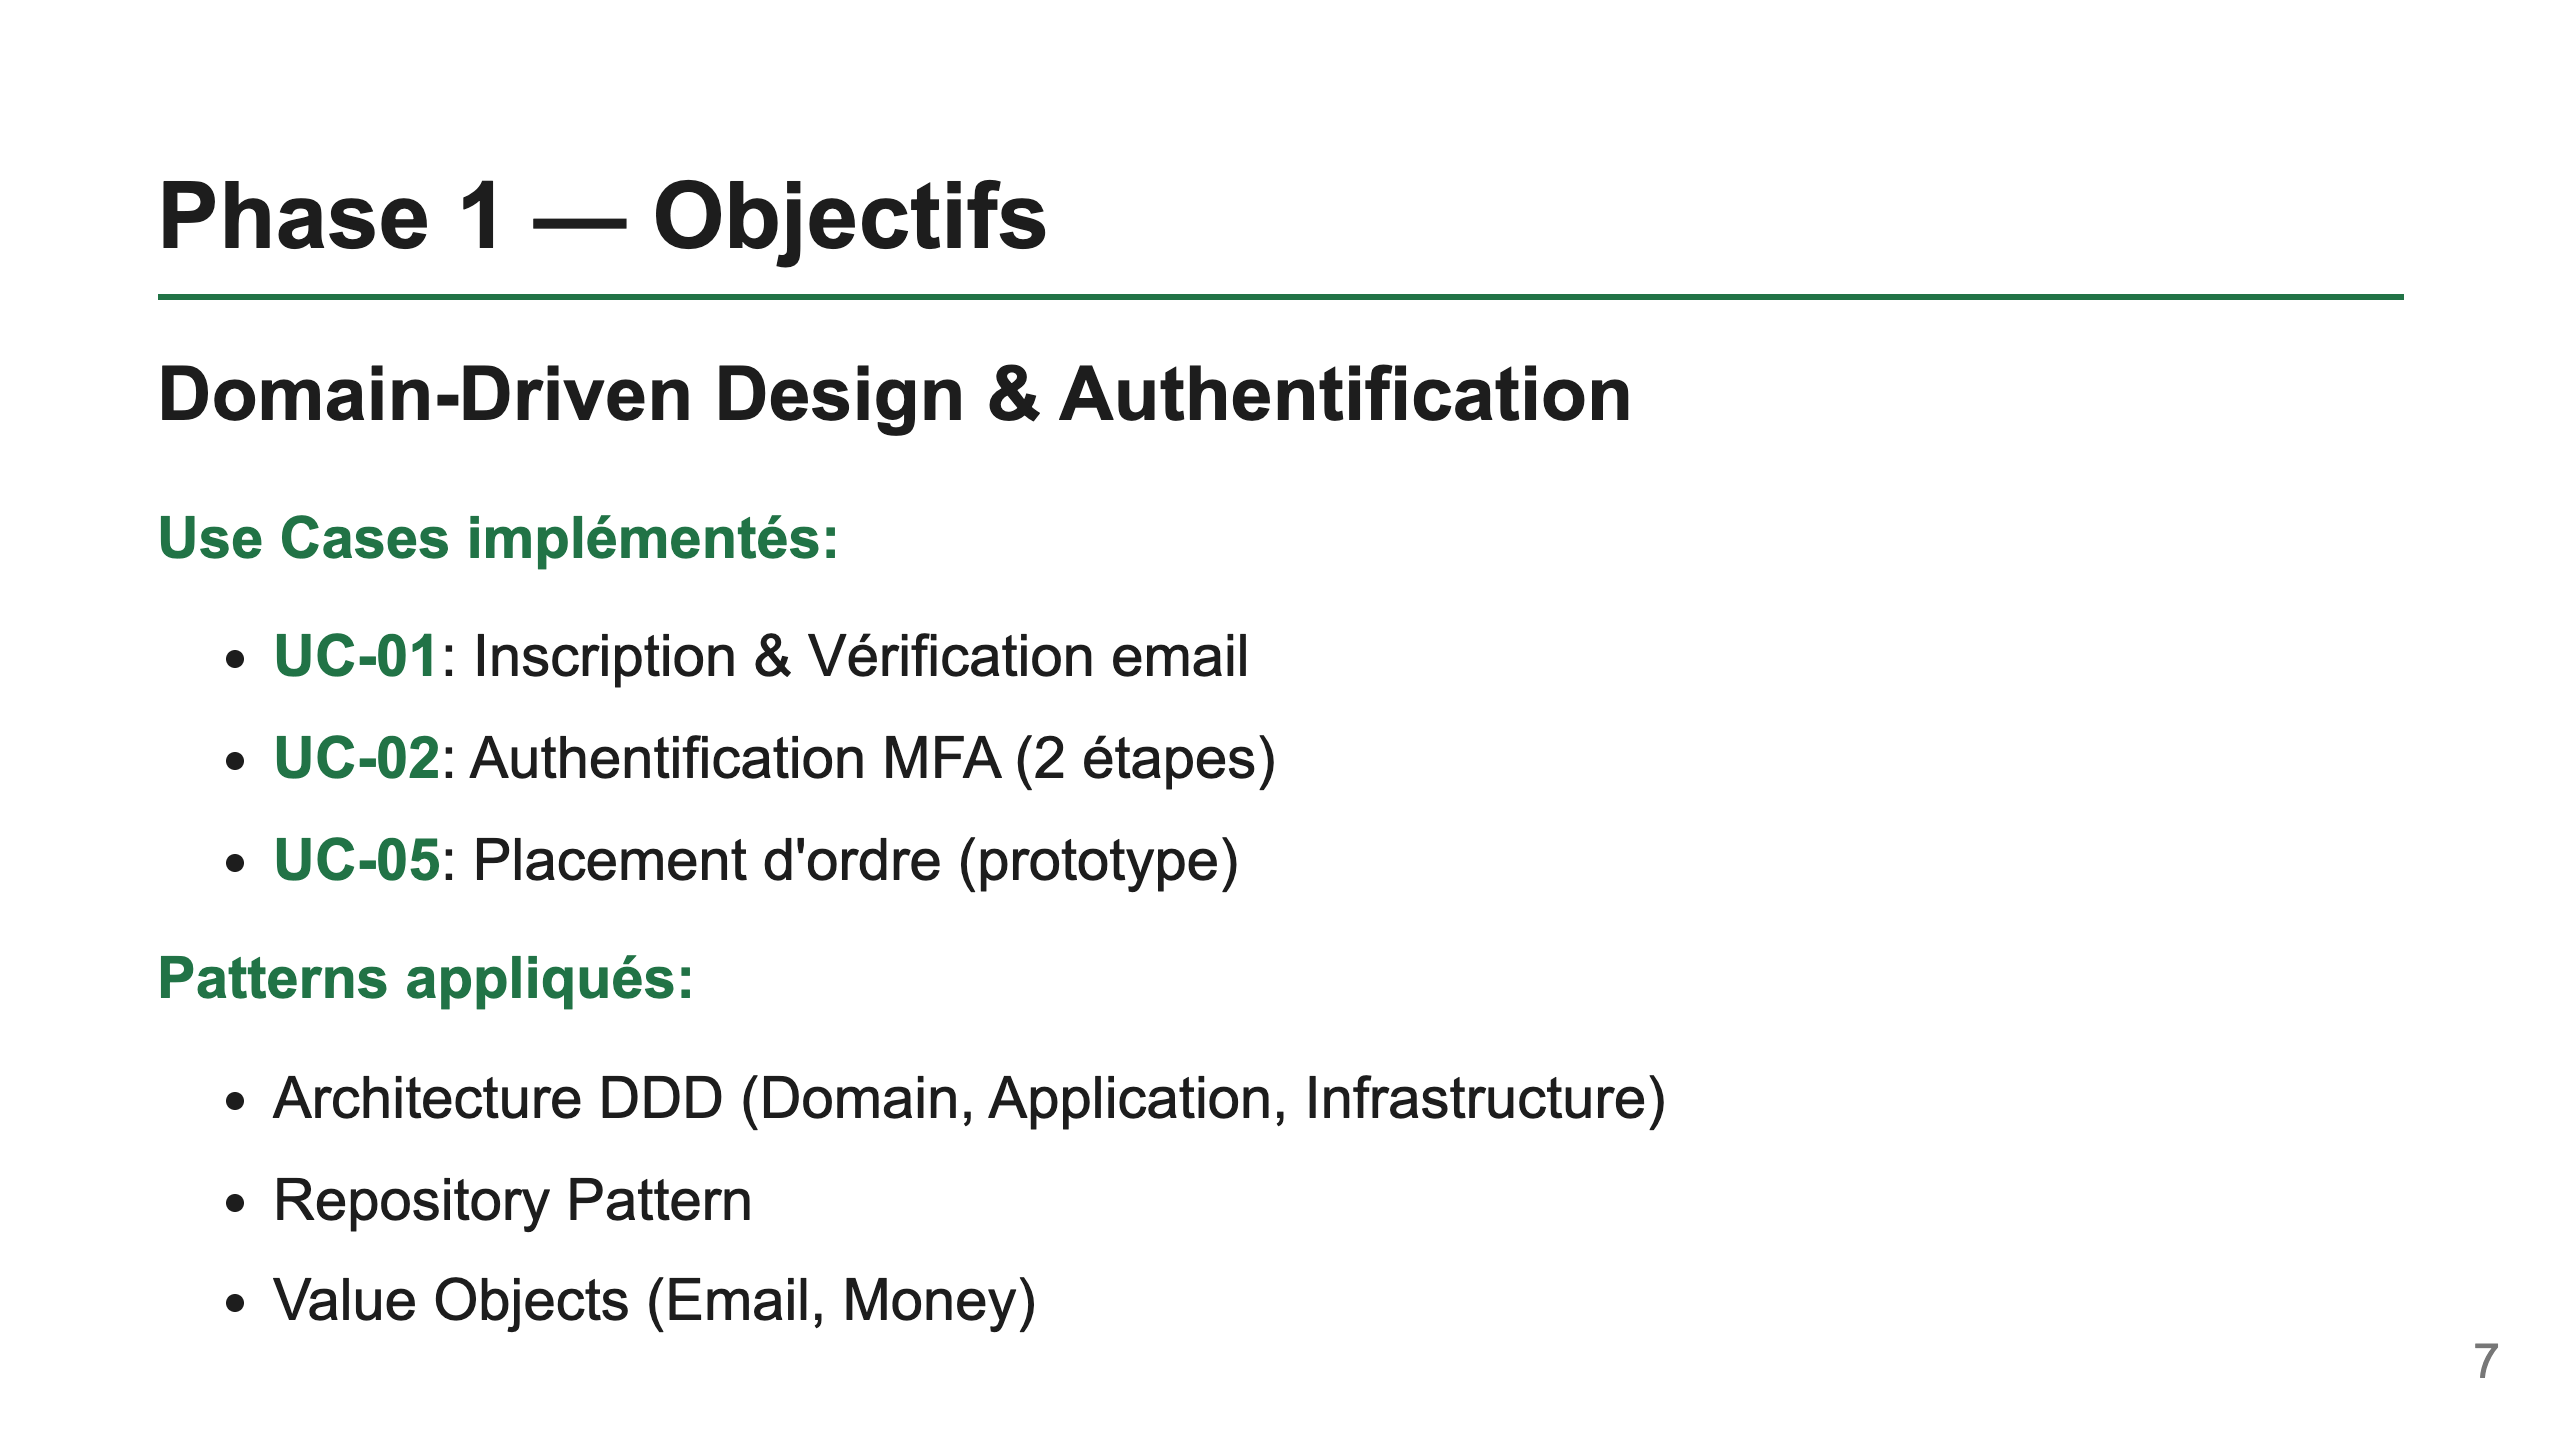 Phase 1 — Objectifs
Domain-Driven Design & Authentification
Use Cases implémentés:
• UC-01: Inscription & Vérification email
• UC-02: Authentification MFA (2 étapes)
• UC-05: Placement d'ordre (prototype)
Patterns appliqués:
• Architecture DDD (Domain, Application, Infrastructure)
• Repository Pattern
• Value Objects (Email, Money)
7